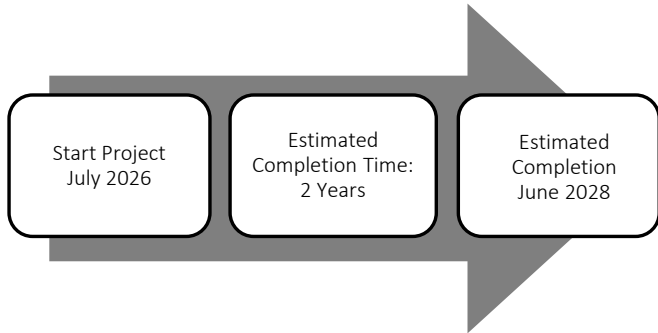 Start Project
July 2026
Estimated
Completion Time:
2 Years
Estimated
Completion
June 2028